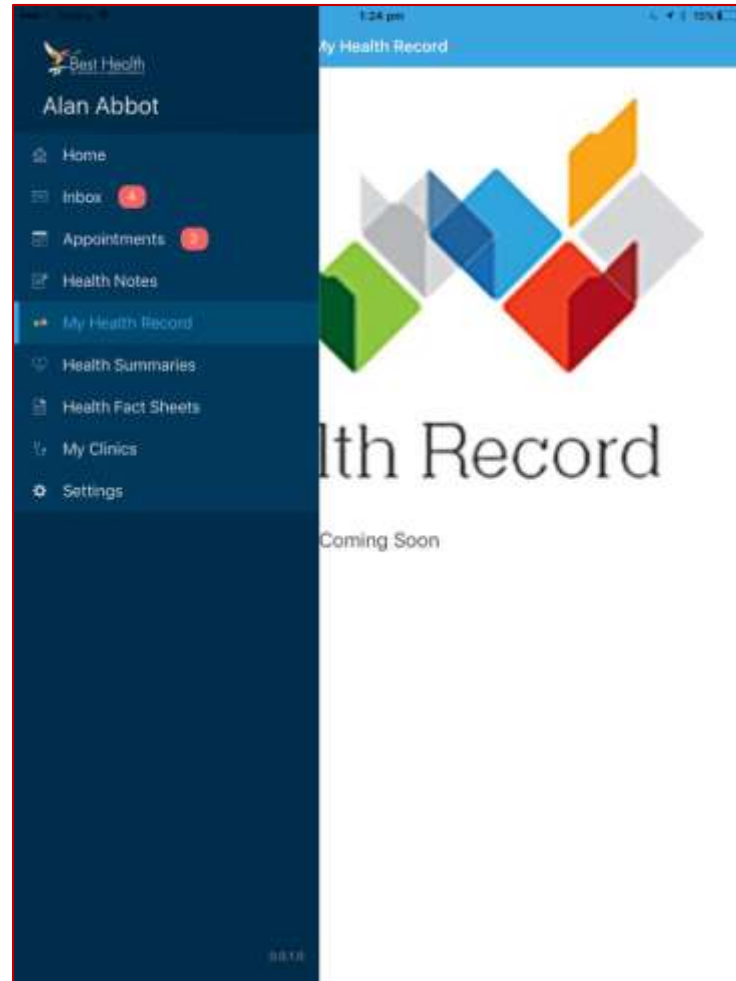 1:24 pm
15%
My Health Record
Best Health
Alan Abbot
Home
Inbox 4
Appointments
Health Notes
My Health Record
Health Summaries
Health Fact Sheets
My Clinics
Settings
lth Record
Coming Soon